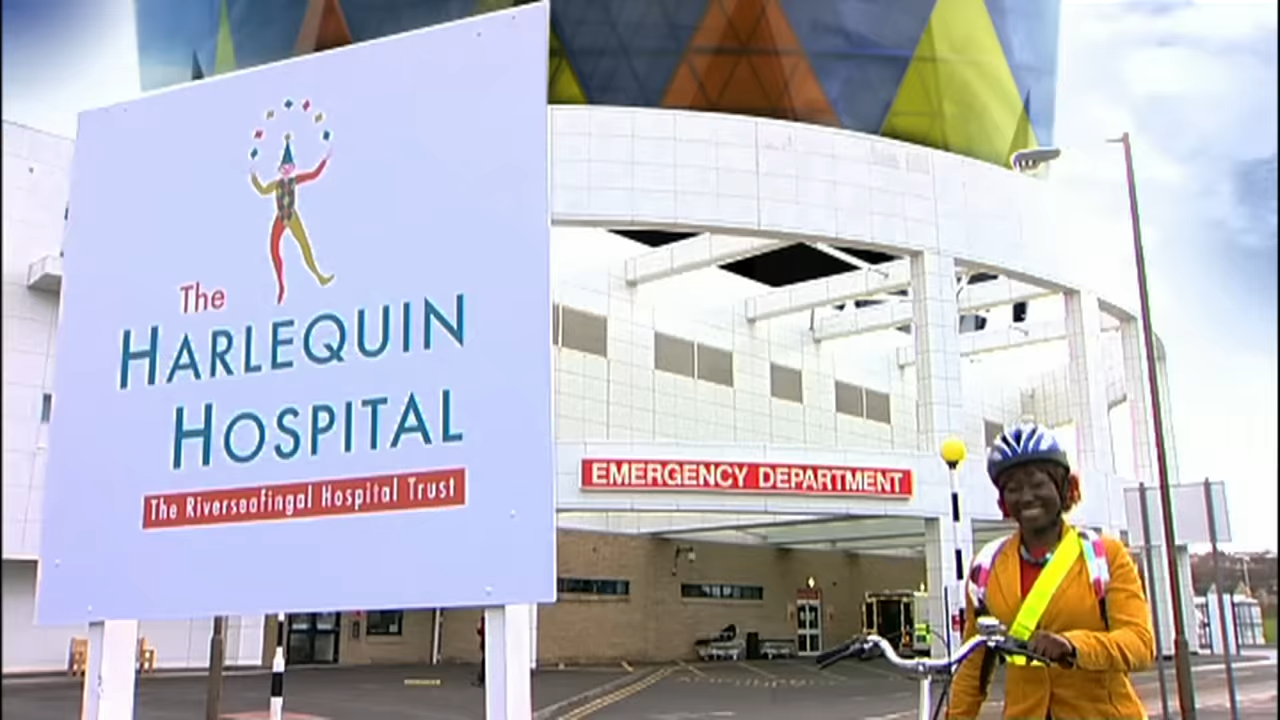 The
HARLEQUIN
HOSPITAL
The Riverseafingal Hospital Trust
EMERGENCY DEPARTMENT